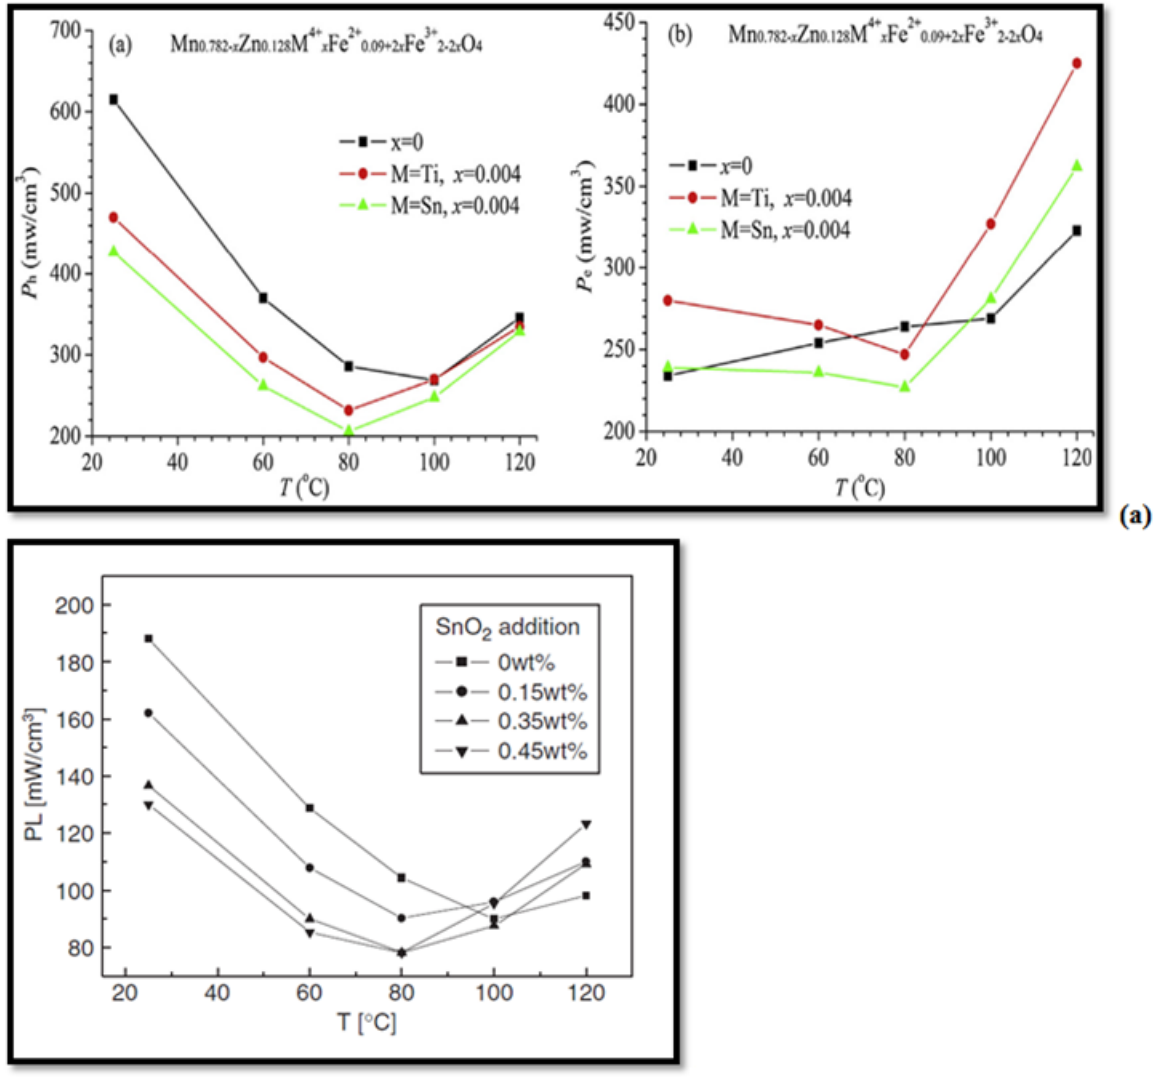 (a) Mn0.782-xZn0.128M4+xFe2+0.09+2xFe3+2-2xO4
700
600
500
400
300
200
Ph (mw/cm3)
x=0
M=Ti, x=0.004
M=Sn, x=0.004
20 40 60 80 100 120
T (oC)
(b) Mn0.782-xZn0.128M4+xFe2+0.09+2xFe3+2-2xO4
450
400
350
300
250
200
Pe (mw/cm3)
x=0
M=Ti, x=0.004
M=Sn, x=0.004
20 40 60 80 100 120
T (oC)
(a)
200
180
160
140
120
100
80
PL [mW/cm3]
SnO2 addition
0wt%
0.15wt%
0.35wt%
0.45wt%
20 40 60 80 100 120
T [°C]